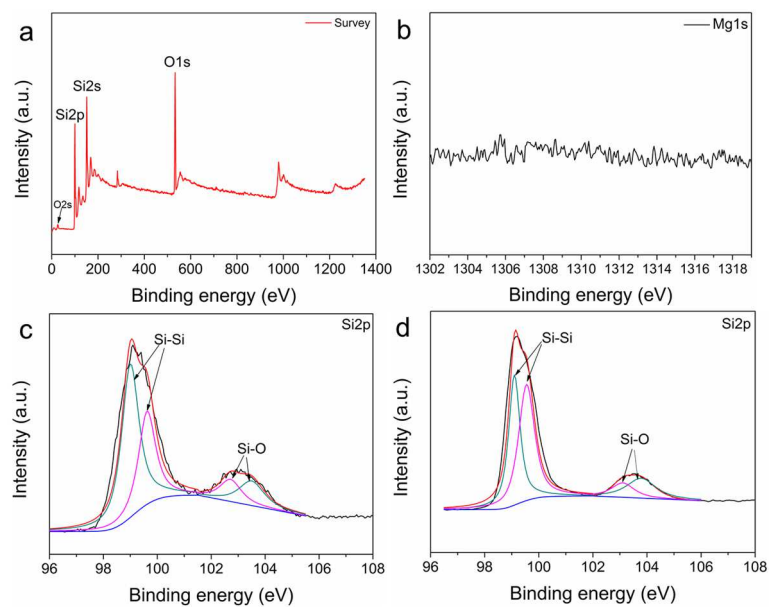 a
Survey
O1s
Si2s
Si2p
O2s
Intensity (a.u.)
0 200 400 600 800 1000 1200 1400
Binding energy (eV)
b
Mg1s
Intensity (a.u.)
1302 1304 1306 1308 1310 1312 1314 1316 1318
Binding energy (eV)
c
Si2p
Si-Si
Si-O
Intensity (a.u.)
96 98 100 102 104 106 108
Binding energy (eV)
d
Si2p
Si-Si
Si-O
Intensity (a.u.)
96 98 100 102 104 106 108
Binding energy (eV)